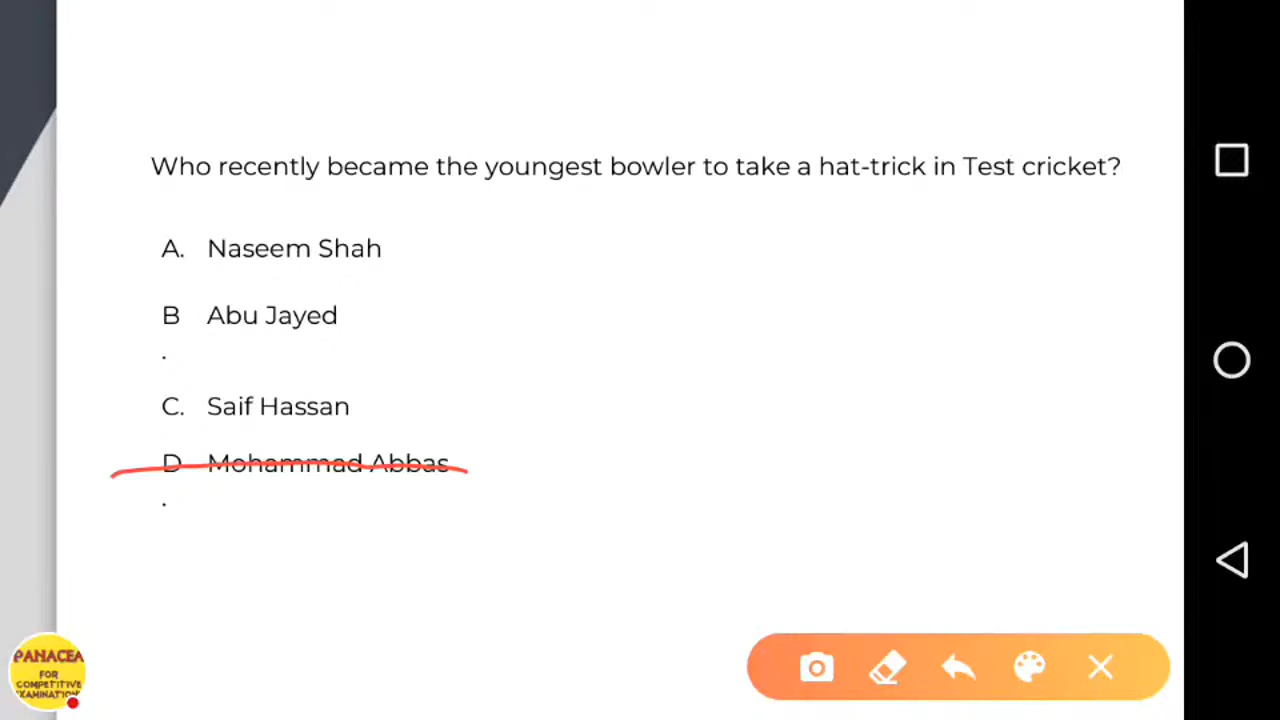 Who recently became the youngest bowler to take a hat-trick in Test cricket?
A. Naseem Shah
B Abu Jayed
.
C. Saif Hassan
D Mohammad Abbas
.
PANACEA
FOR
COMPETITIVE
EXAMINATION